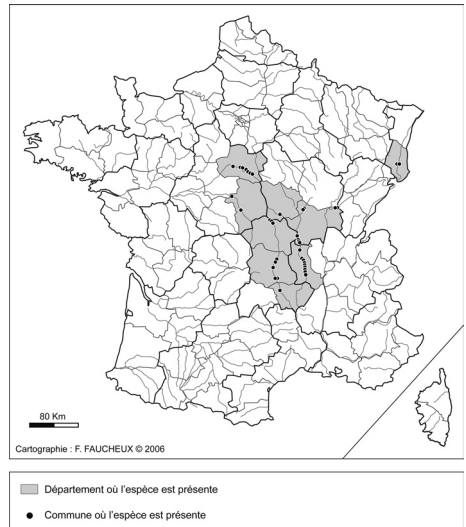 80 Km
Cartographie : F. FAUCHEUX © 2006
Département où l'espèce est présente
Commune où l'espèce est présente